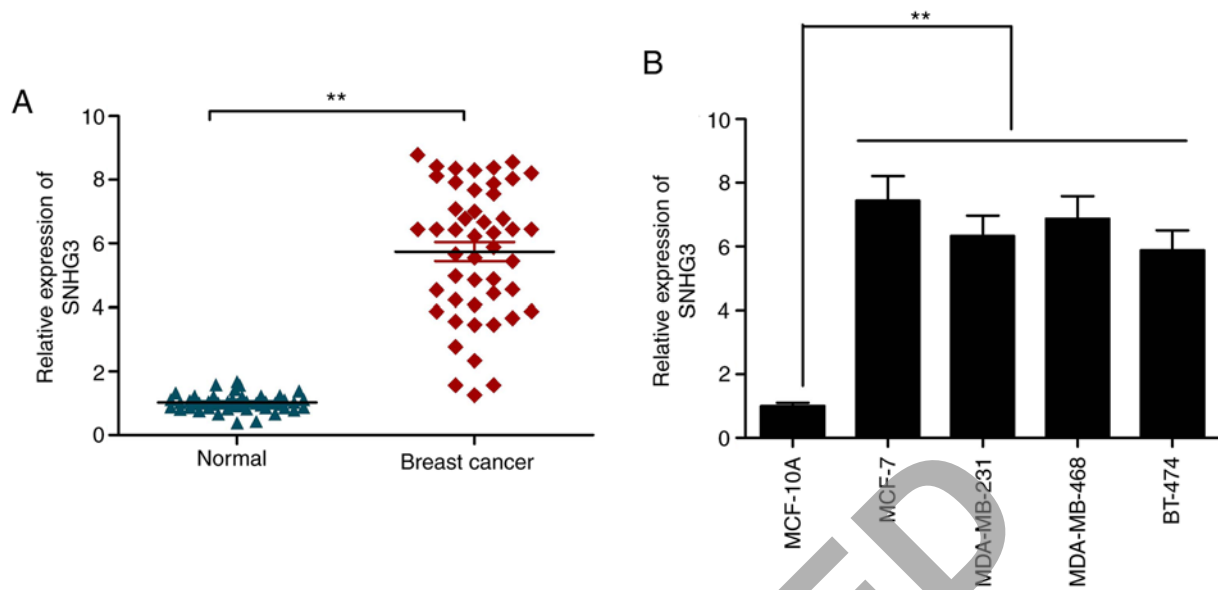 A
**
Relative expression of
SNHG3
10
8
6
4
2
0
Normal
Breast cancer
B
**
Relative expression of
SNHG3
10
8
6
4
2
0
MCF-10A
MCF-7
MDA-MB-231
MDA-MB-468
BT-474